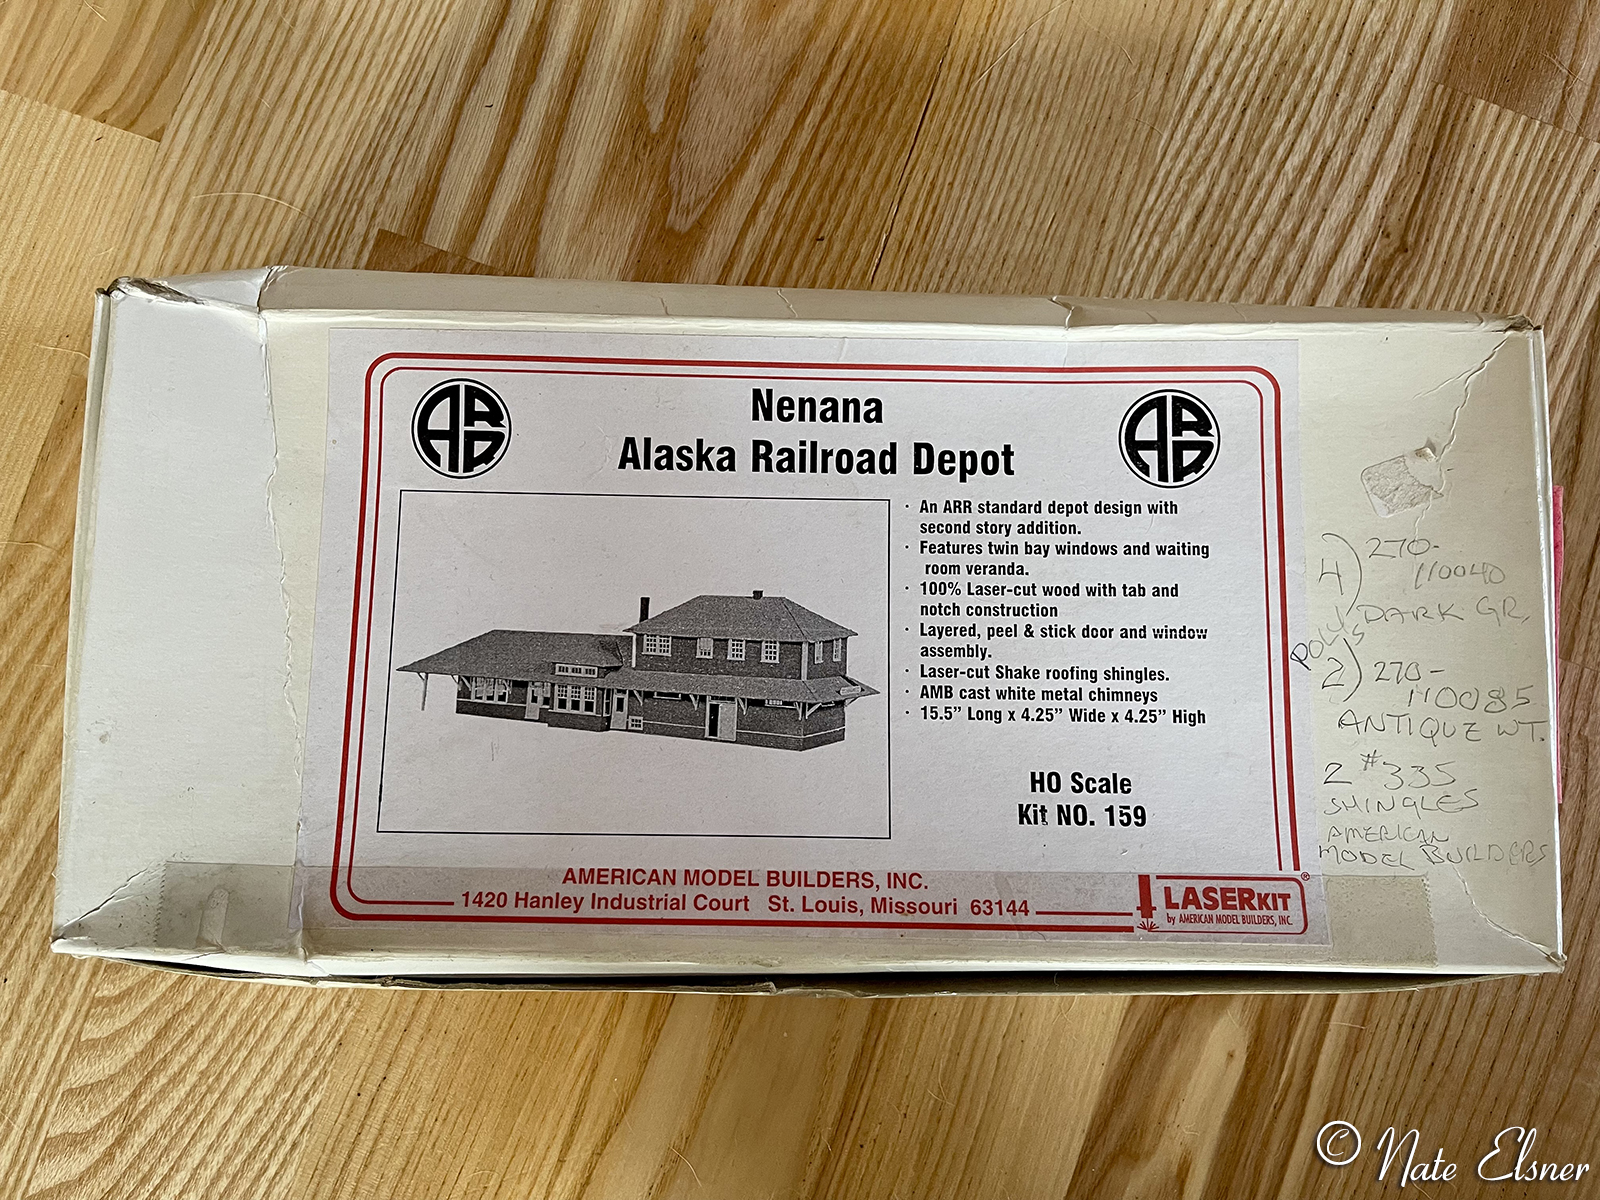 Nenana
Alaska Railroad Depot
ARR
ARR
· An ARR standard depot design with
second story addition.
· Features twin bay windows and waiting
room veranda.
· 100% Laser-cut wood with tab and
notch construction
· Layered, peel & stick door and window
assembly.
· Laser-cut Shake roofing shingles.
· AMB cast white metal chimneys
· 15.5” Long x 4.25” Wide x 4.25” High
HO Scale
Kit NO. 159
AMERICAN MODEL BUILDERS, INC.
1420 Hanley Industrial Court St. Louis, Missouri 63144
LASERKIT®
by AMERICAN MODEL BUILDERS, INC.
4) 270-
110040
DARK GR.
POLY S
2) 270-
110085
ANTIQUE WT.
2 #335
SHINGLES
AMERICAN
MODEL BUILDERS
© Nate Elsner